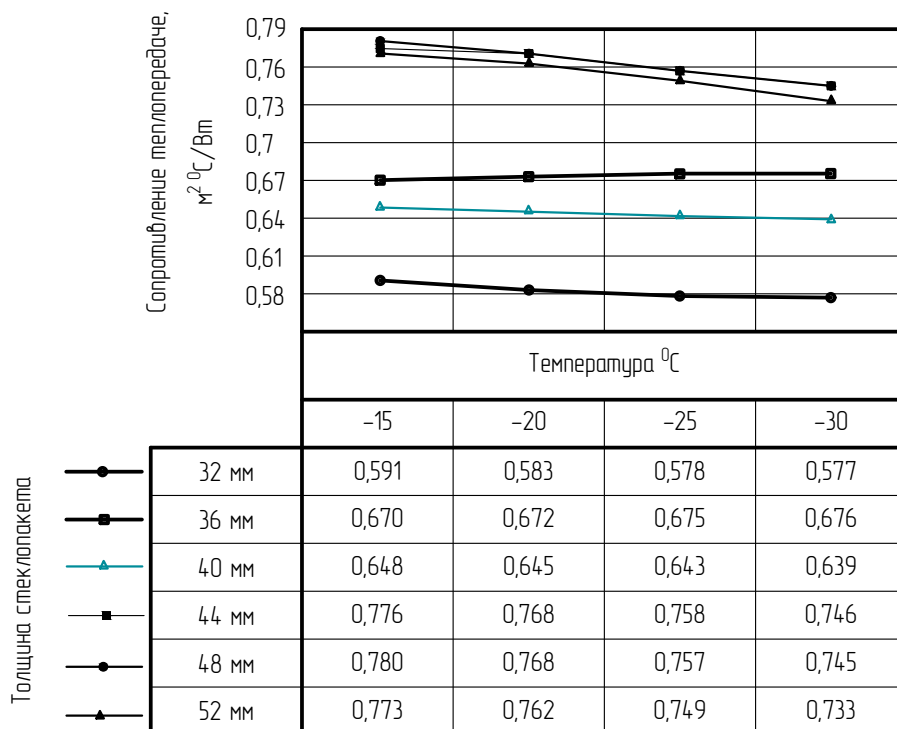 Сопротивление теплопередаче,
м² ⁰С/Вт
0,79
0,76
0,73
0,7
0,67
0,64
0,61
0,58
Температура ⁰С
-15 -20 -25 -30
Толщина стеклопакета
32 мм 0,591 0,583 0,578 0,577
36 мм 0,670 0,672 0,675 0,676
40 мм 0,648 0,645 0,643 0,639
44 мм 0,776 0,768 0,758 0,746
48 мм 0,780 0,768 0,757 0,745
52 мм 0,773 0,762 0,749 0,733